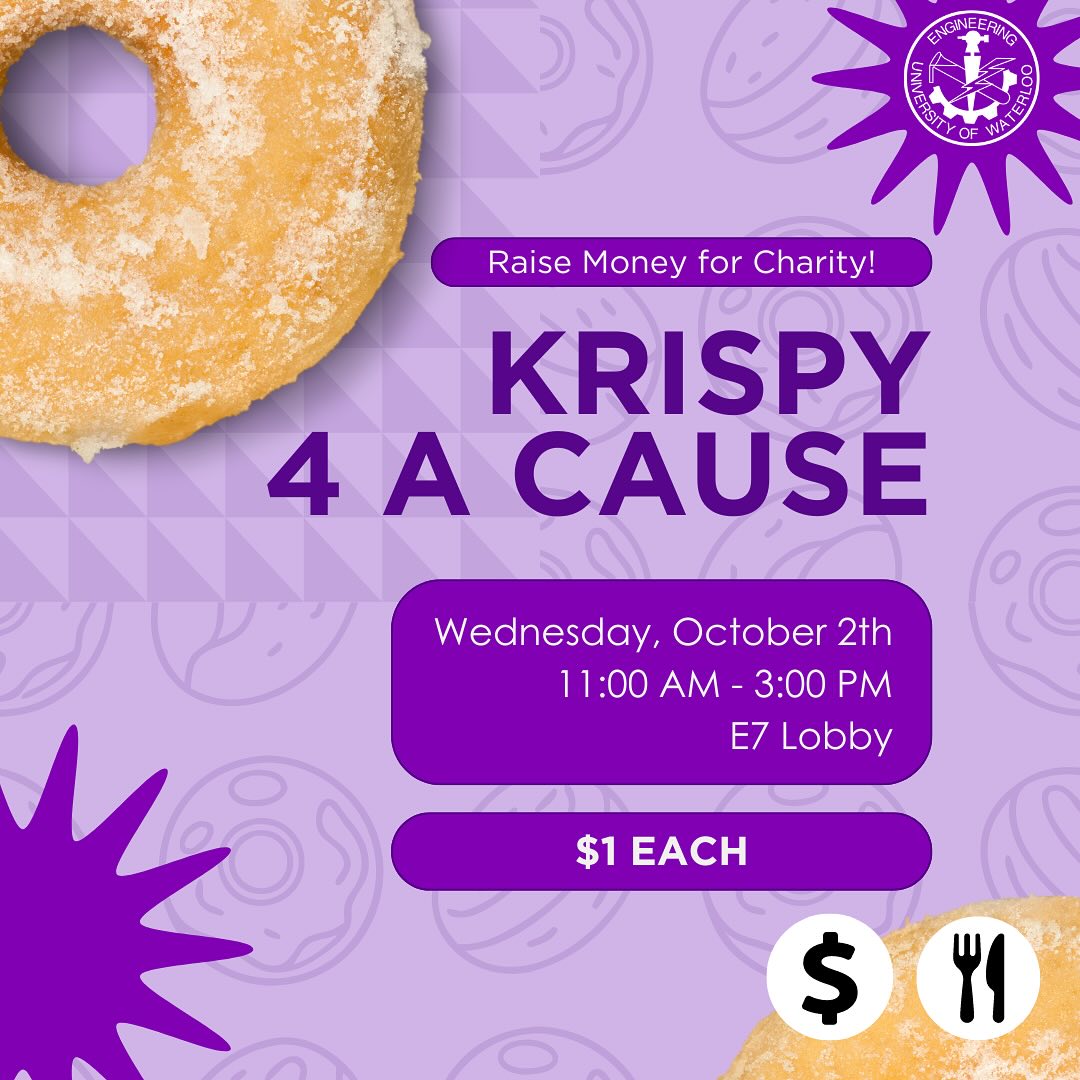 ENGINEERING
UNIVERSITY OF WATERLOO
Raise Money for Charity!
KRISPY
4 A CAUSE
Wednesday, October 2th
11:00 AM - 3:00 PM
E7 Lobby
$1 EACH
$